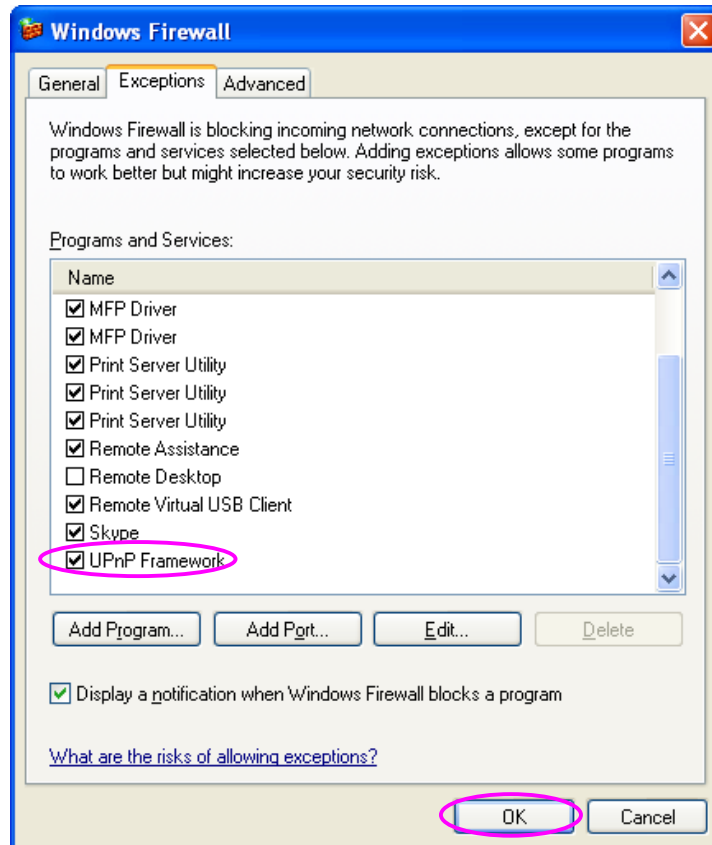 Windows Firewall
General Exceptions Advanced
Windows Firewall is blocking incoming network connections, except for the
programs and services selected below. Adding exceptions allows some programs
to work better but might increase your security risk.
Programs and Services:
Name
MFP Driver
MFP Driver
Print Server Utility
Print Server Utility
Print Server Utility
Remote Assistance
Remote Desktop
Remote Virtual USB Client
Skype
UPnP Framework
Add Program... Add Port... Edit... Delete
Display a notification when Windows Firewall blocks a program
What are the risks of allowing exceptions?
OK Cancel